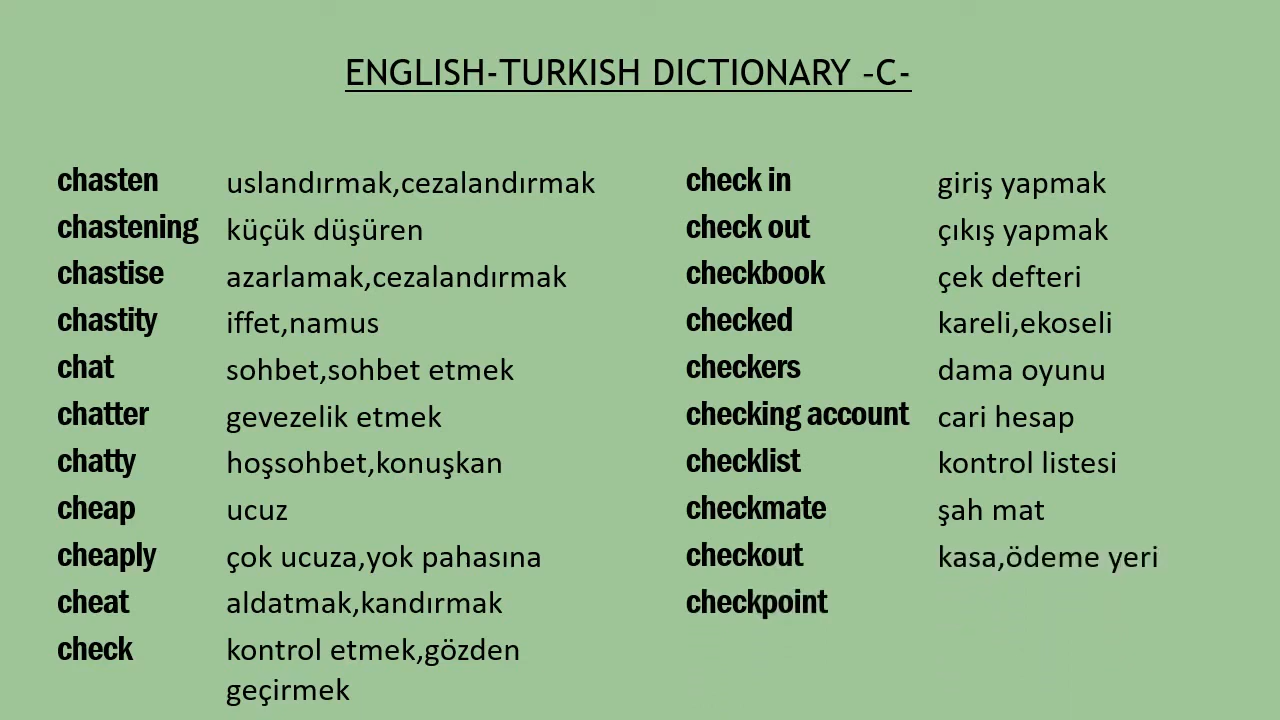 ENGLISH-TURKISH DICTIONARY –C-
chasten uslandırmak,cezalandırmak
chastening küçük düşüren
chastise azarlamak,cezalandırmak
chastity iffet,namus
chat sohbet,sohbet etmek
chatter gevezelik etmek
chatty hoşsohbet,konuşkan
cheap ucuz
cheaply çok ucuza,yok pahasına
cheat aldatmak,kandırmak
check kontrol etmek,gözden
geçirmek
check in giriş yapmak
check out çıkış yapmak
checkbook çek defteri
checked kareli,ekoseli
checkers dama oyunu
checking account cari hesap
checklist kontrol listesi
checkmate şah mat
checkout kasa,ödeme yeri
checkpoint